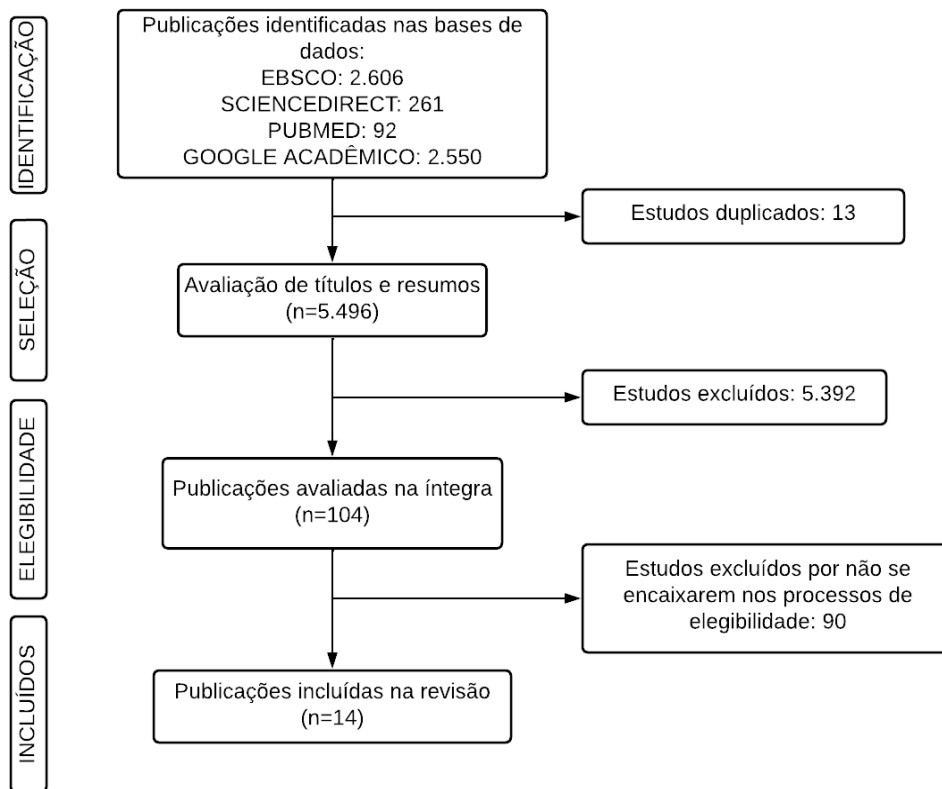 IDENTIFICAÇÃO
Publicações identificadas nas bases de
dados:
EBSCO: 2.606
SCIENCEDIRECT: 261
PUBMED: 92
GOOGLE ACADÊMICO: 2.550
Estudos duplicados: 13
SELEÇÃO
Avaliação de títulos e resumos
(n=5.496)
Estudos excluídos: 5.392
ELEGIBILIDADE
Publicações avaliadas na íntegra
(n=104)
Estudos excluídos por não se
encaixarem nos processos de
elegibilidade: 90
INCLUÍDOS
Publicações incluídas na revisão
(n=14)